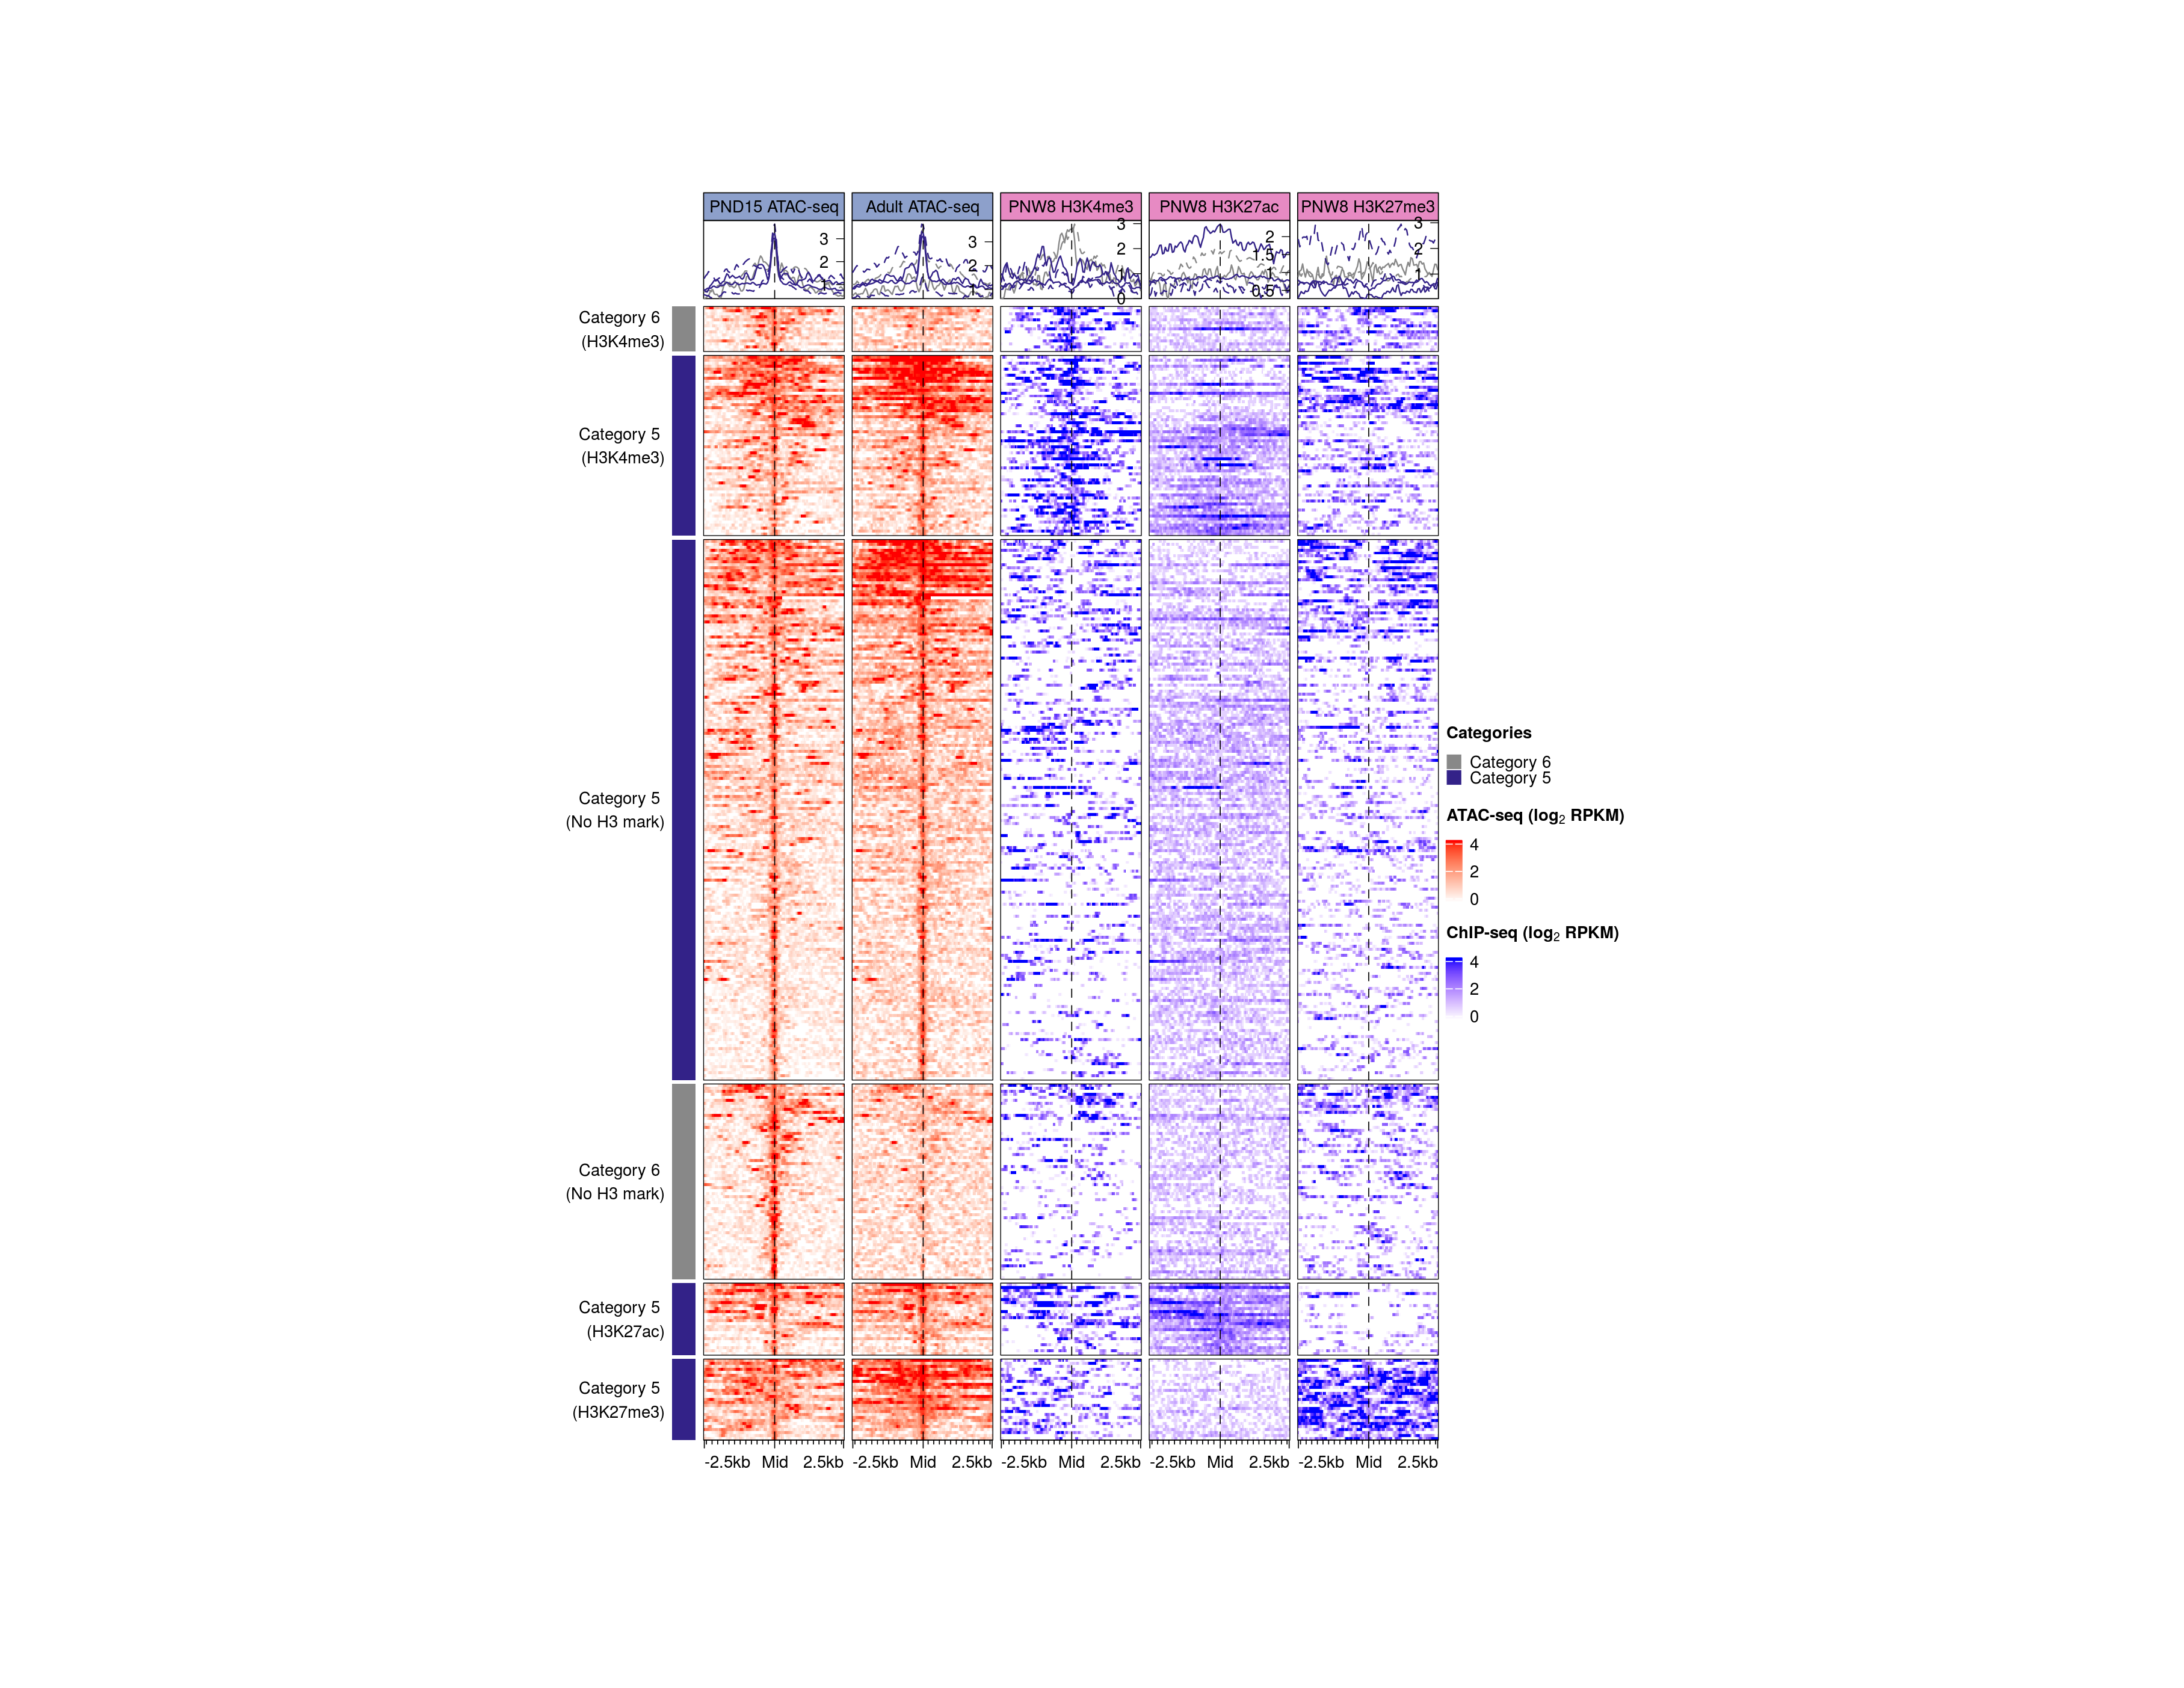 PND15 ATAC-seq
Adult ATAC-seq
PNW8 H3K4me3
PNW8 H3K27ac
PNW8 H3K27me3
3
2
1
3
2
1
3
2
1
0
2
1.5
1
0.5
3
2
1
Category 6
(H3K4me3)
Category 5
(H3K4me3)
Category 5
(No H3 mark)
Category 6
(No H3 mark)
Category 5
(H3K27ac)
Category 5
(H3K27me3)
-2.5kb Mid 2.5kb
-2.5kb Mid 2.5kb
-2.5kb Mid 2.5kb
-2.5kb Mid 2.5kb
-2.5kb Mid 2.5kb
Categories
Category 6
Category 5
ATAC-seq (log₂ RPKM)
4
2
0
ChIP-seq (log₂ RPKM)
4
2
0